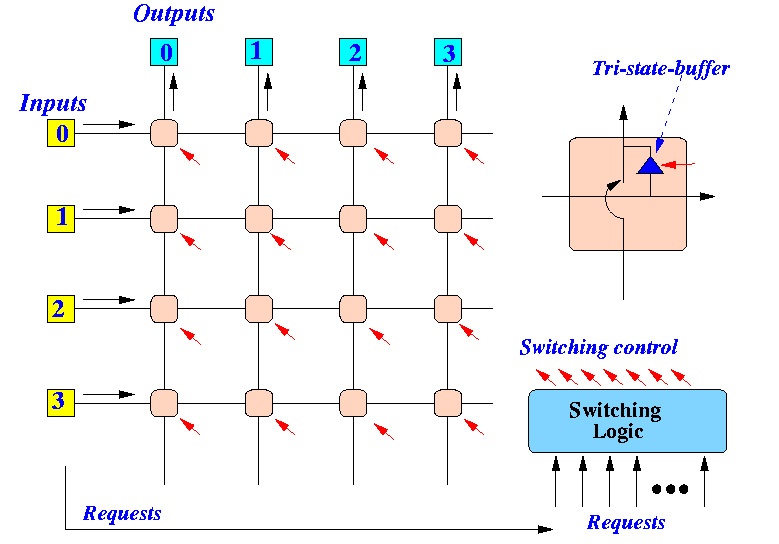 Outputs
0 1 2 3
Tri-state-buffer
Inputs
0
1
2
3
Switching control
Switching
Logic
Requests
Requests